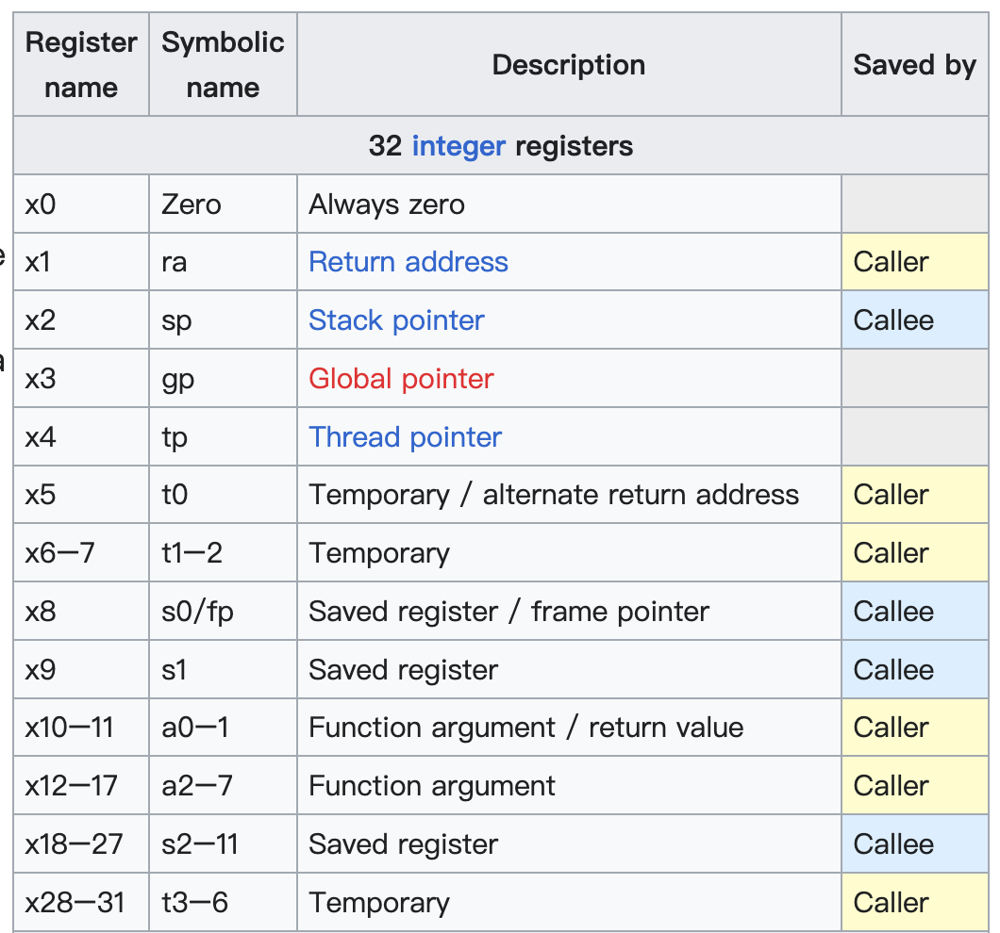 Register name Symbolic name Description Saved by
32 integer registers
x0 Zero Always zero
x1 ra Return address Caller
x2 sp Stack pointer Callee
x3 gp Global pointer
x4 tp Thread pointer
x5 t0 Temporary / alternate return address Caller
x6–7 t1–2 Temporary Caller
x8 s0/fp Saved register / frame pointer Callee
x9 s1 Saved register Callee
x10–11 a0–1 Function argument / return value Caller
x12–17 a2–7 Function argument Caller
x18–27 s2–11 Saved register Callee
x28–31 t3–6 Temporary Caller